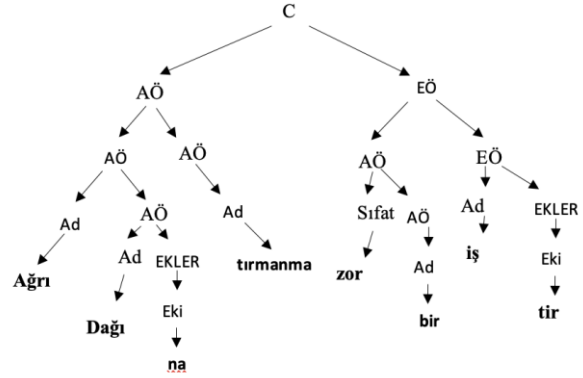 C
AÖ EÖ
AÖ AÖ AÖ EÖ
Ad AÖ Ad Sıfat AÖ Ad EKLER
Ağrı Ad EKLER tırmanma zor Ad iş Eki
Dağı Eki bir tir
na